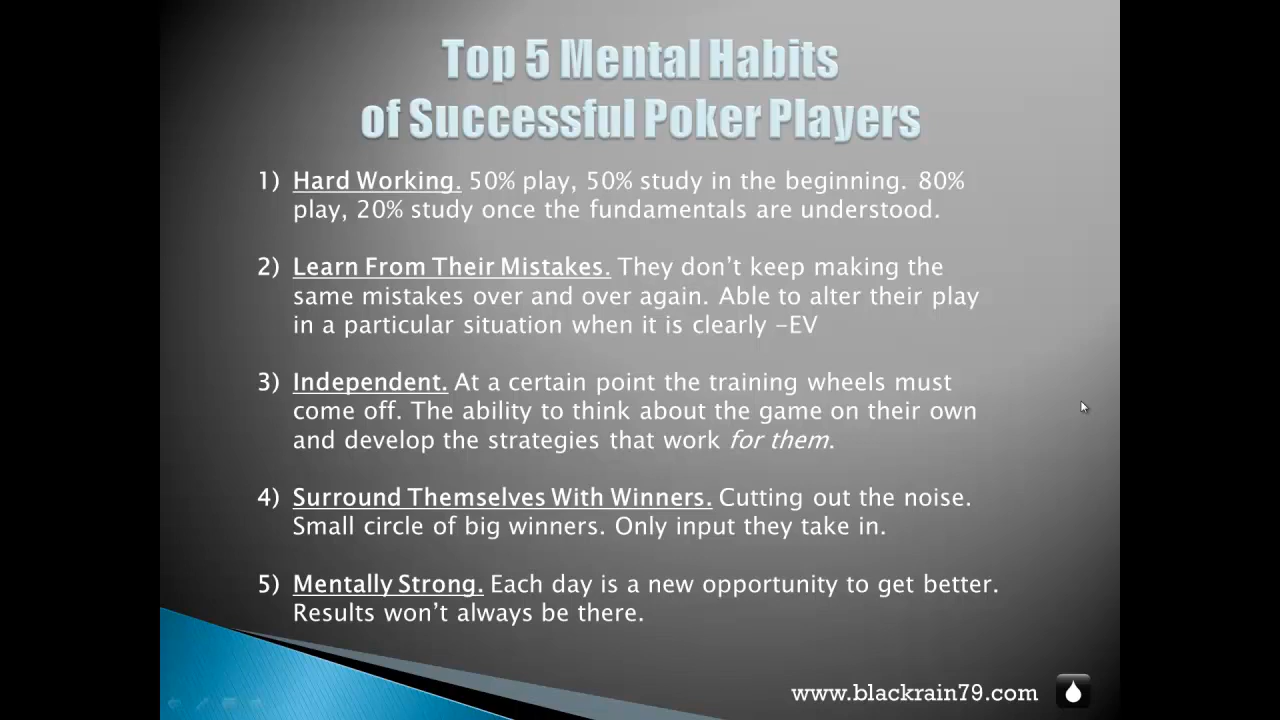 Top 5 Mental Habits
of Successful Poker Players
1) Hard Working. 50% play, 50% study in the beginning. 80%
play, 20% study once the fundamentals are understood.
2) Learn From Their Mistakes. They don’t keep making the
same mistakes over and over again. Able to alter their play
in a particular situation when it is clearly –EV
3) Independent. At a certain point the training wheels must
come off. The ability to think about the game on their own
and develop the strategies that work for them.
4) Surround Themselves With Winners. Cutting out the noise.
Small circle of big winners. Only input they take in.
5) Mentally Strong. Each day is a new opportunity to get better.
Results won’t always be there.
www.blackrain79.com